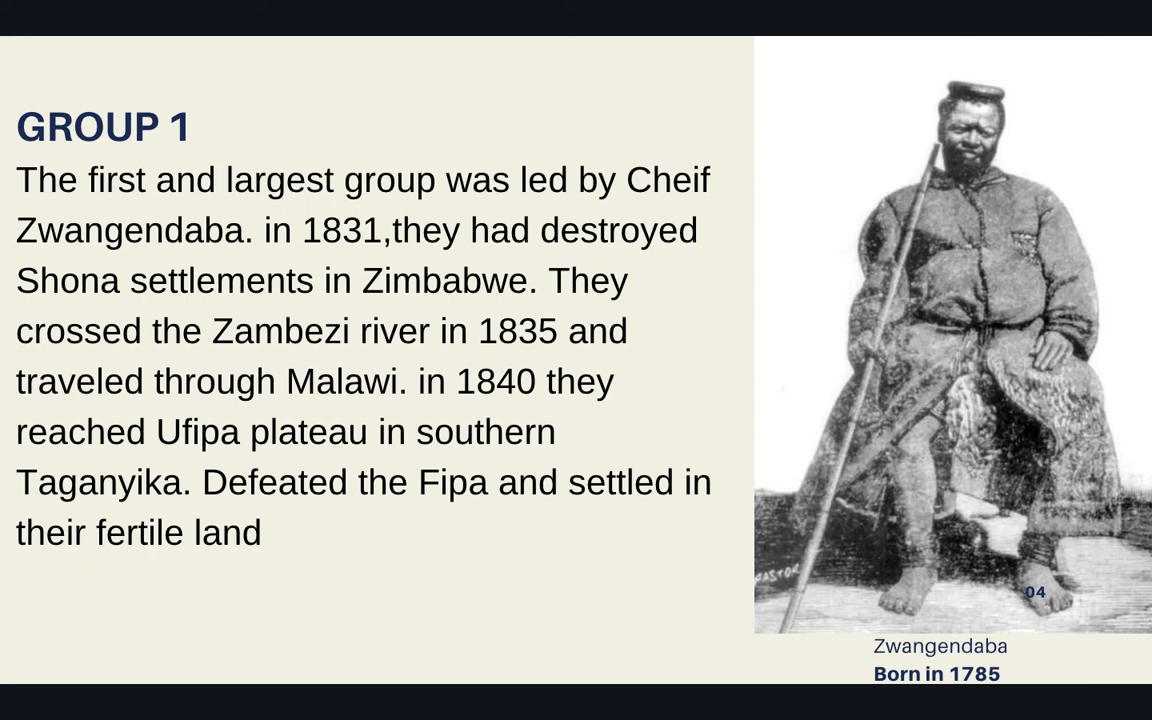 GROUP 1
The first and largest group was led by Cheif
Zwangendaba. in 1831,they had destroyed
Shona settlements in Zimbabwe. They
crossed the Zambezi river in 1835 and
traveled through Malawi. in 1840 they
reached Ufipa plateau in southern
Taganyika. Defeated the Fipa and settled in
their fertile land
PASTOR
04
Zwangendaba
Born in 1785